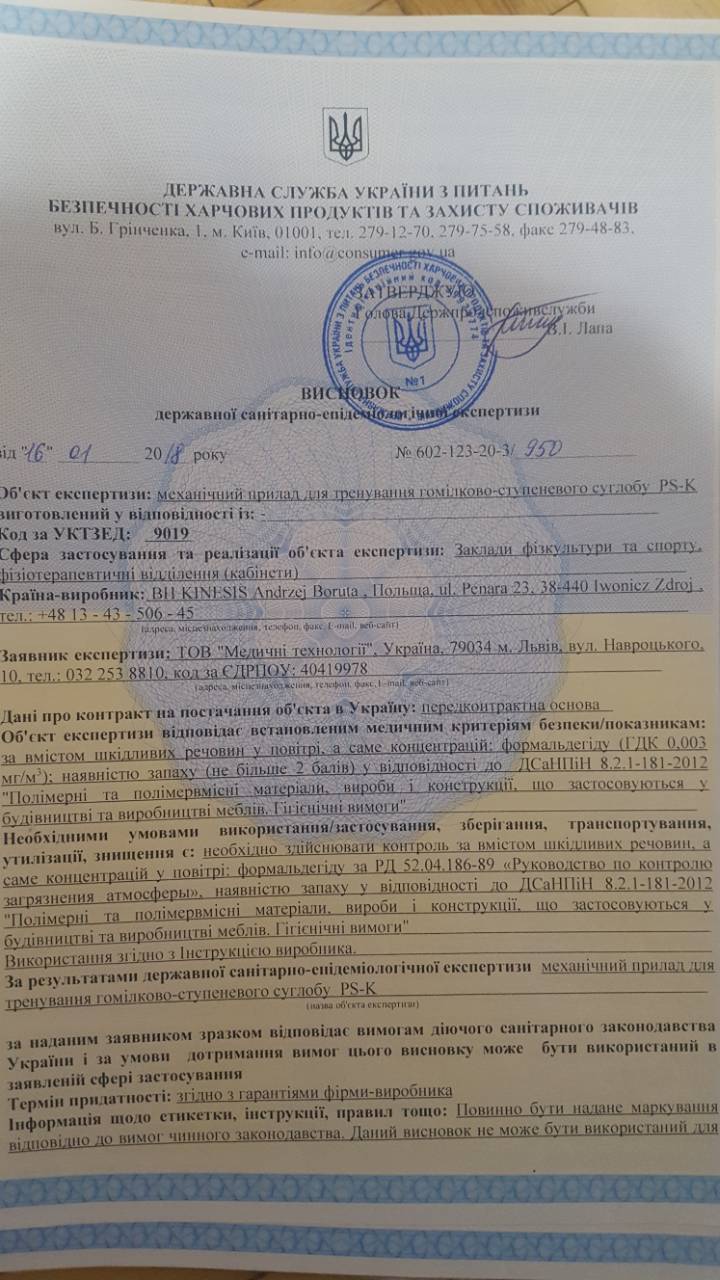 ДЕРЖАВНА СЛУЖБА УКРАЇНИ З ПИТАНЬ
БЕЗПЕЧНОСТІ ХАРЧОВИХ ПРОДУКТІВ ТА ЗАХИСТУ СПОЖИВАЧІВ
вул. Б. Грінченка, 1, м. Київ, 01001, тел. 279-12-70, 279-75-58, факс 279-48-83,
e-mail: info@consumer.gov.ua
ЗАТВЕРДЖУЮ
Голова Держпродспоживслужби
В.І. Лапа
№1
ВИСНОВОК
державної санітарно-епідеміологічної експертизи
від "16" 01 2018 року № 602-123-20-3/ 950
Об'єкт експертизи: механічний прилад для тренування гомілково-ступеневого суглобу PS-K
виготовлений у відповідності із: -
Код за УКТЗЕД: 9019
Сфера застосування та реалізації об'єкта експертизи: Заклади фізкультури та спорту,
фізіотерапевтичні відділення (кабінети)
Країна-виробник: BH KINESIS Andrzej Boruta , Польща, ul. Penara 23, 38-440 Iwonicz Zdroj ,
тел.: +48 13 - 43 - 506 - 45
(адреса, місцезнаходження, телефон, факс, E-mail, веб-сайт)
Заявник експертизи: ТОВ "Медичні технології", Україна, 79034 м. Львів, вул. Навроцького,
10, тел.: 032 253 8810, код за ЄДРПОУ: 40419978
(адреса, місцезнаходження, телефон, факс, E-mail, веб-сайт)
Дані про контракт на постачання об'єкта в Україну: передконтрактна основа
Об'єкт експертизи відповідає встановленим медичним критеріям безпеки/показникам:
за вмістом шкідливих речовин у повітрі, а саме концентрацій: формальдегіду (ГДК 0,003
мг/м³); наявністю запаху (не більше 2 балів) у відповідності до ДСаНПіН 8.2.1-181-2012
"Полімерні та полімервмісні матеріали, вироби і конструкції, що застосовуються у
будівництві та виробництві меблів. Гігієнічні вимоги"
Необхідними умовами використання/застосування, зберігання, транспортування,
утилізації, знищення є: необхідно здійснювати контроль за вмістом шкідливих речовин, а
саме концентрацій у повітрі: формальдегіду за РД 52.04.186-89 «Руководство по контролю
загрязнения атмосферы», наявністю запаху у відповідності до ДСаНПіН 8.2.1-181-2012
"Полімерні та полімервмісні матеріали, вироби і конструкції, що застосовуються у
будівництві та виробництві меблів. Гігієнічні вимоги"
Використання згідно з Інструкцією виробника.
За результатами державної санітарно-епідеміологічної експертизи механічний прилад для
тренування гомілково-ступеневого суглобу PS-K
(назва об'єкта експертизи)
за наданим заявником зразком відповідає вимогам діючого санітарного законодавства
України і за умови дотримання вимог цього висновку може бути використаний в
заявленій сфері застосування
Термін придатності: згідно з гарантіями фірми-виробника
Інформація щодо етикетки, інструкції, правил тощо: Повинно бути надане маркування
відповідно до вимог чинного законодавства. Даний висновок не може бути використаний для